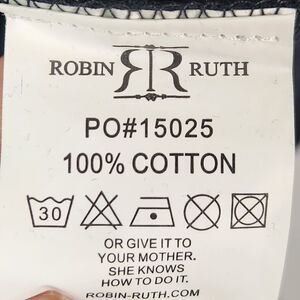 ROBIN RUTH
PO#15025
100% COTTON
30
OR GIVE IT TO
YOUR MOTHER.
SHE KNOWS
HOW TO DO IT.
ROBIN-RUTH.COM